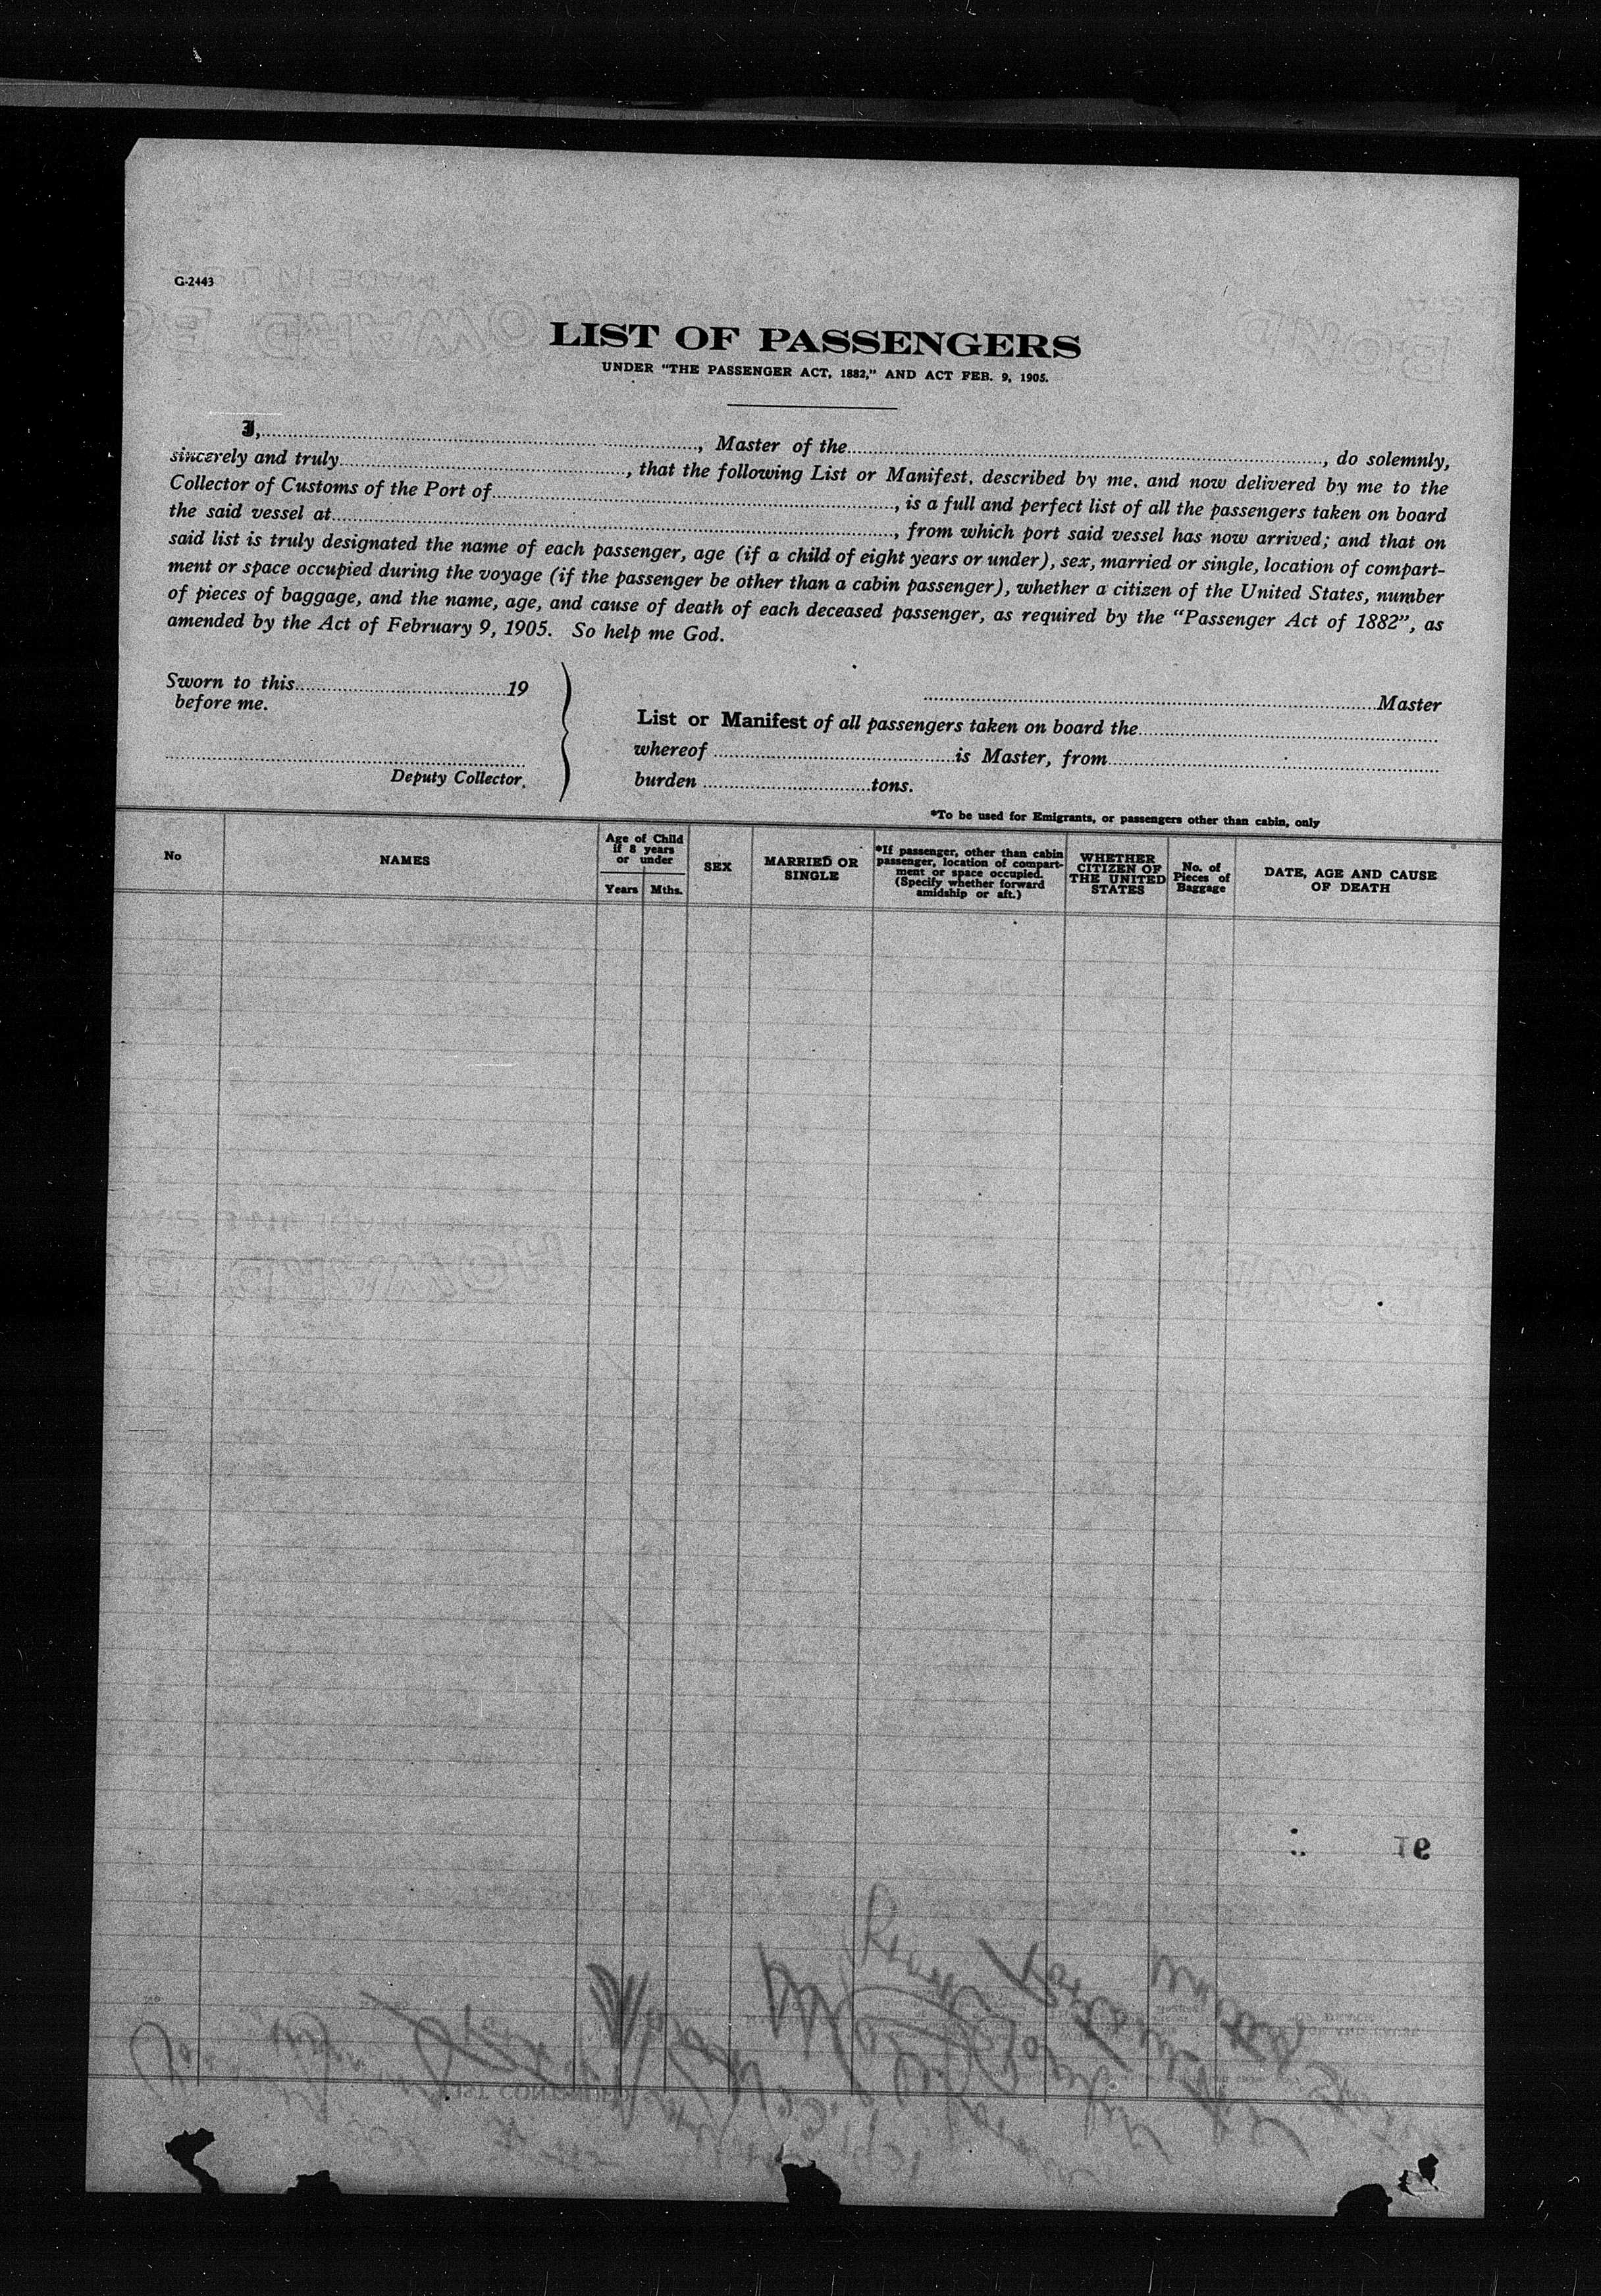 G-2443
LIST OF PASSENGERS
UNDER "THE PASSENGER ACT, 1882," AND ACT FEB. 9, 1905.
I,........................, Master of the........................, do solemnly,
sincerely and truly........................, that the following List or Manifest, described by me, and now delivered by me to the
Collector of Customs of the Port of........................, is a full and perfect list of all the passengers taken on board
the said vessel at........................, from which port said vessel has now arrived; and that on
said list is truly designated the name of each passenger, age (if a child of eight years or under), sex, married or single, location of compart-
ment or space occupied during the voyage (if the passenger be other than a cabin passenger), whether a citizen of the United States, number
of pieces of baggage, and the name, age, and cause of death of each deceased passenger, as required by the "Passenger Act of 1882", as
amended by the Act of February 9, 1905. So help me God.
Sworn to this........................19
before me.
Deputy Collector.
........................Master
List or Manifest of all passengers taken on board the........................
whereof ........................is Master, from........................
burden ........................tons.
*To be used for Emigrants, or passengers other than cabin, only
No
NAMES
Age of Child
if 8 years
or under
Years
Mths.
SEX
MARRIED OR
SINGLE
*If passenger, other than cabin
passenger, location of compart-
ment or space occupied.
(Specify whether forward
amidship or aft.)
WHETHER
CITIZEN OF
THE UNITED
STATES
No. of
Pieces of
Baggage
DATE, AGE AND CAUSE
OF DEATH